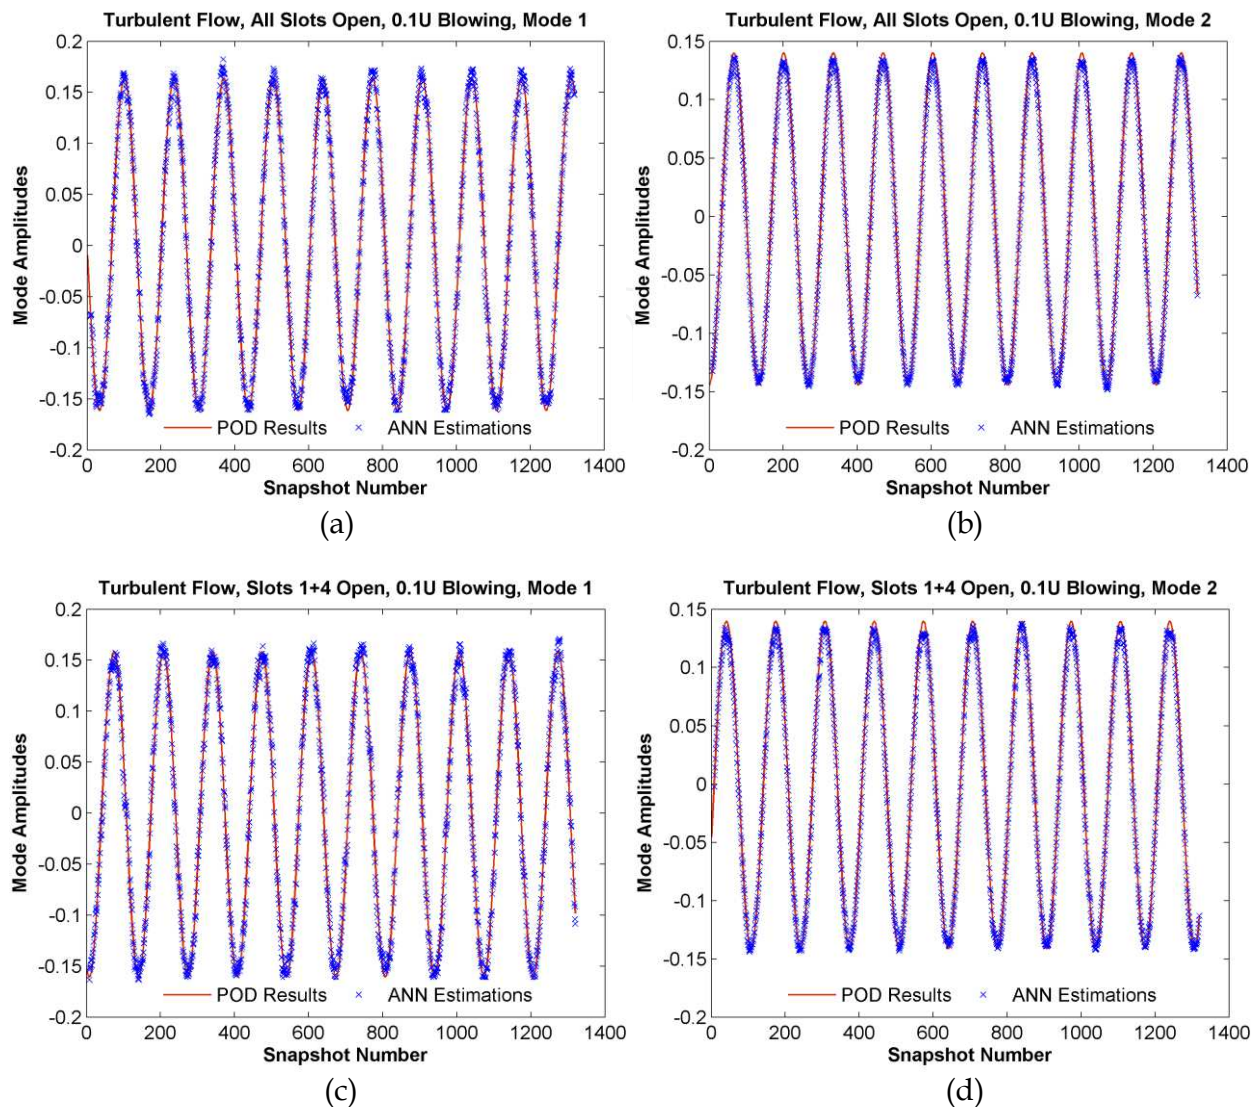 Turbulent Flow, All Slots Open, 0.1U Blowing, Mode 1
0.2
0.15
0.1
0.05
0
-0.05
-0.1
-0.15
-0.2
Mode Amplitudes
POD Results × ANN Estimations
0 200 400 600 800 1000 1200 1400
Snapshot Number
(a)
Turbulent Flow, All Slots Open, 0.1U Blowing, Mode 2
0.15
0.1
0.05
0
-0.05
-0.1
-0.15
-0.2
Mode Amplitudes
POD Results × ANN Estimations
0 200 400 600 800 1000 1200 1400
Snapshot Number
(b)
Turbulent Flow, Slots 1+4 Open, 0.1U Blowing, Mode 1
0.2
0.15
0.1
0.05
0
-0.05
-0.1
-0.15
-0.2
Mode Amplitudes
POD Results × ANN Estimations
0 200 400 600 800 1000 1200 1400
Snapshot Number
(c)
Turbulent Flow, Slots 1+4 Open, 0.1U Blowing, Mode 2
0.15
0.1
0.05
0
-0.05
-0.1
-0.15
-0.2
Mode Amplitudes
POD Results × ANN Estimations
0 200 400 600 800 1000 1200 1400
Snapshot Number
(d)